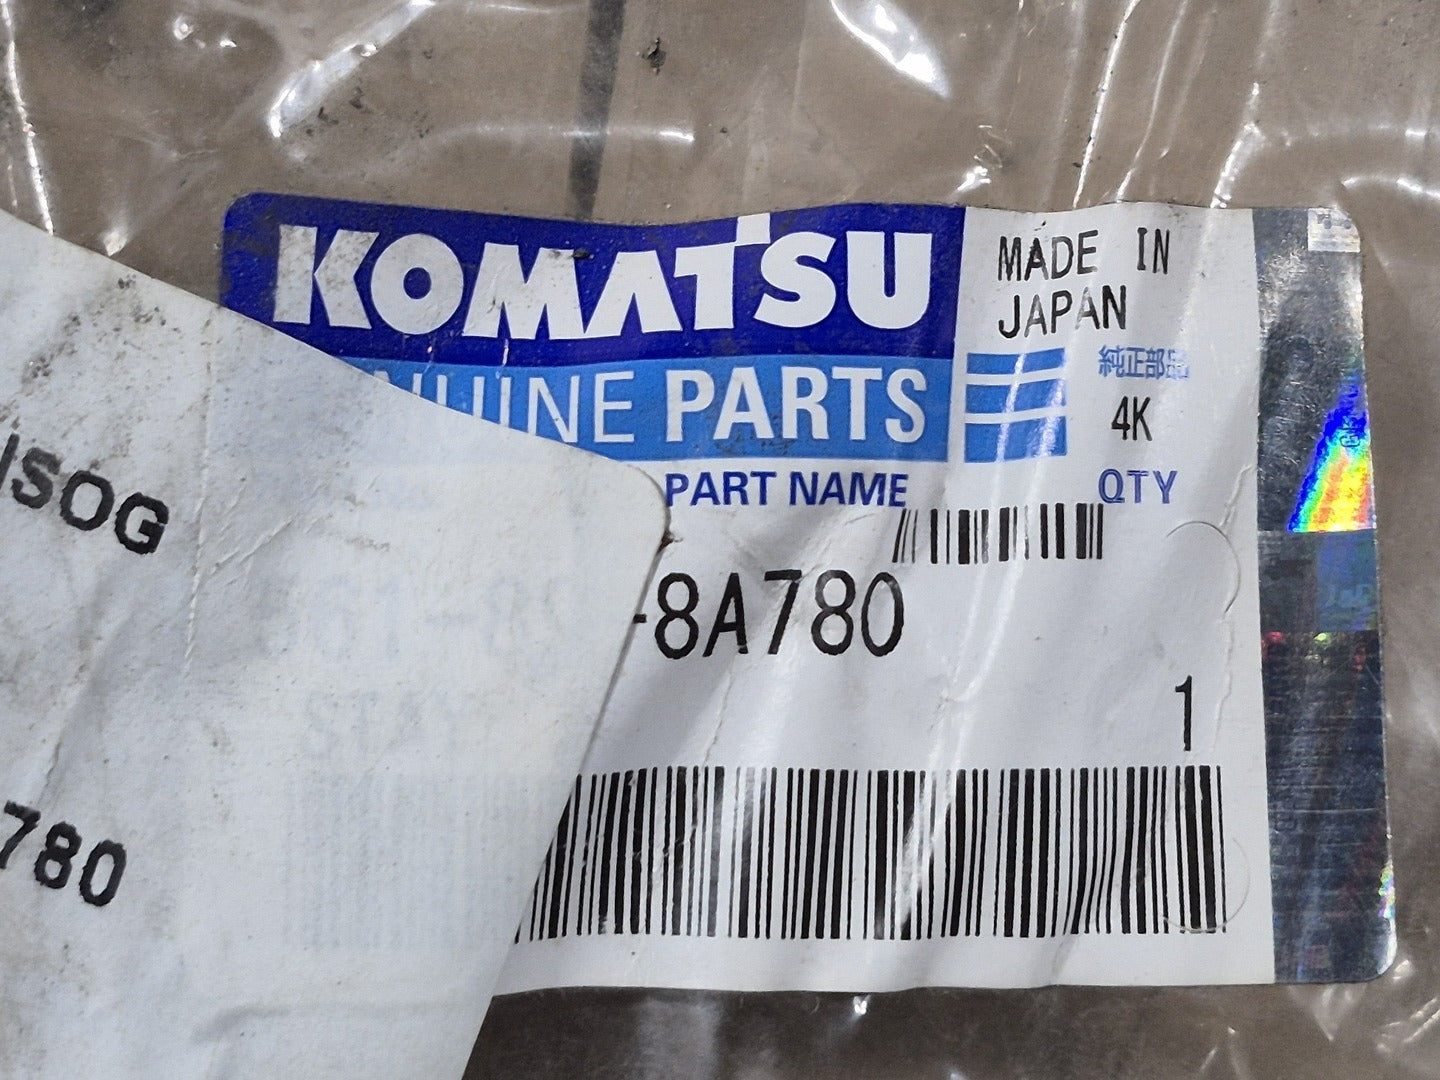 KOMATSU
NUINE PARTS
MADE IN
JAPAN
純正部品
4K
PART NAME
QTY
-8A780
1
ISOG
780